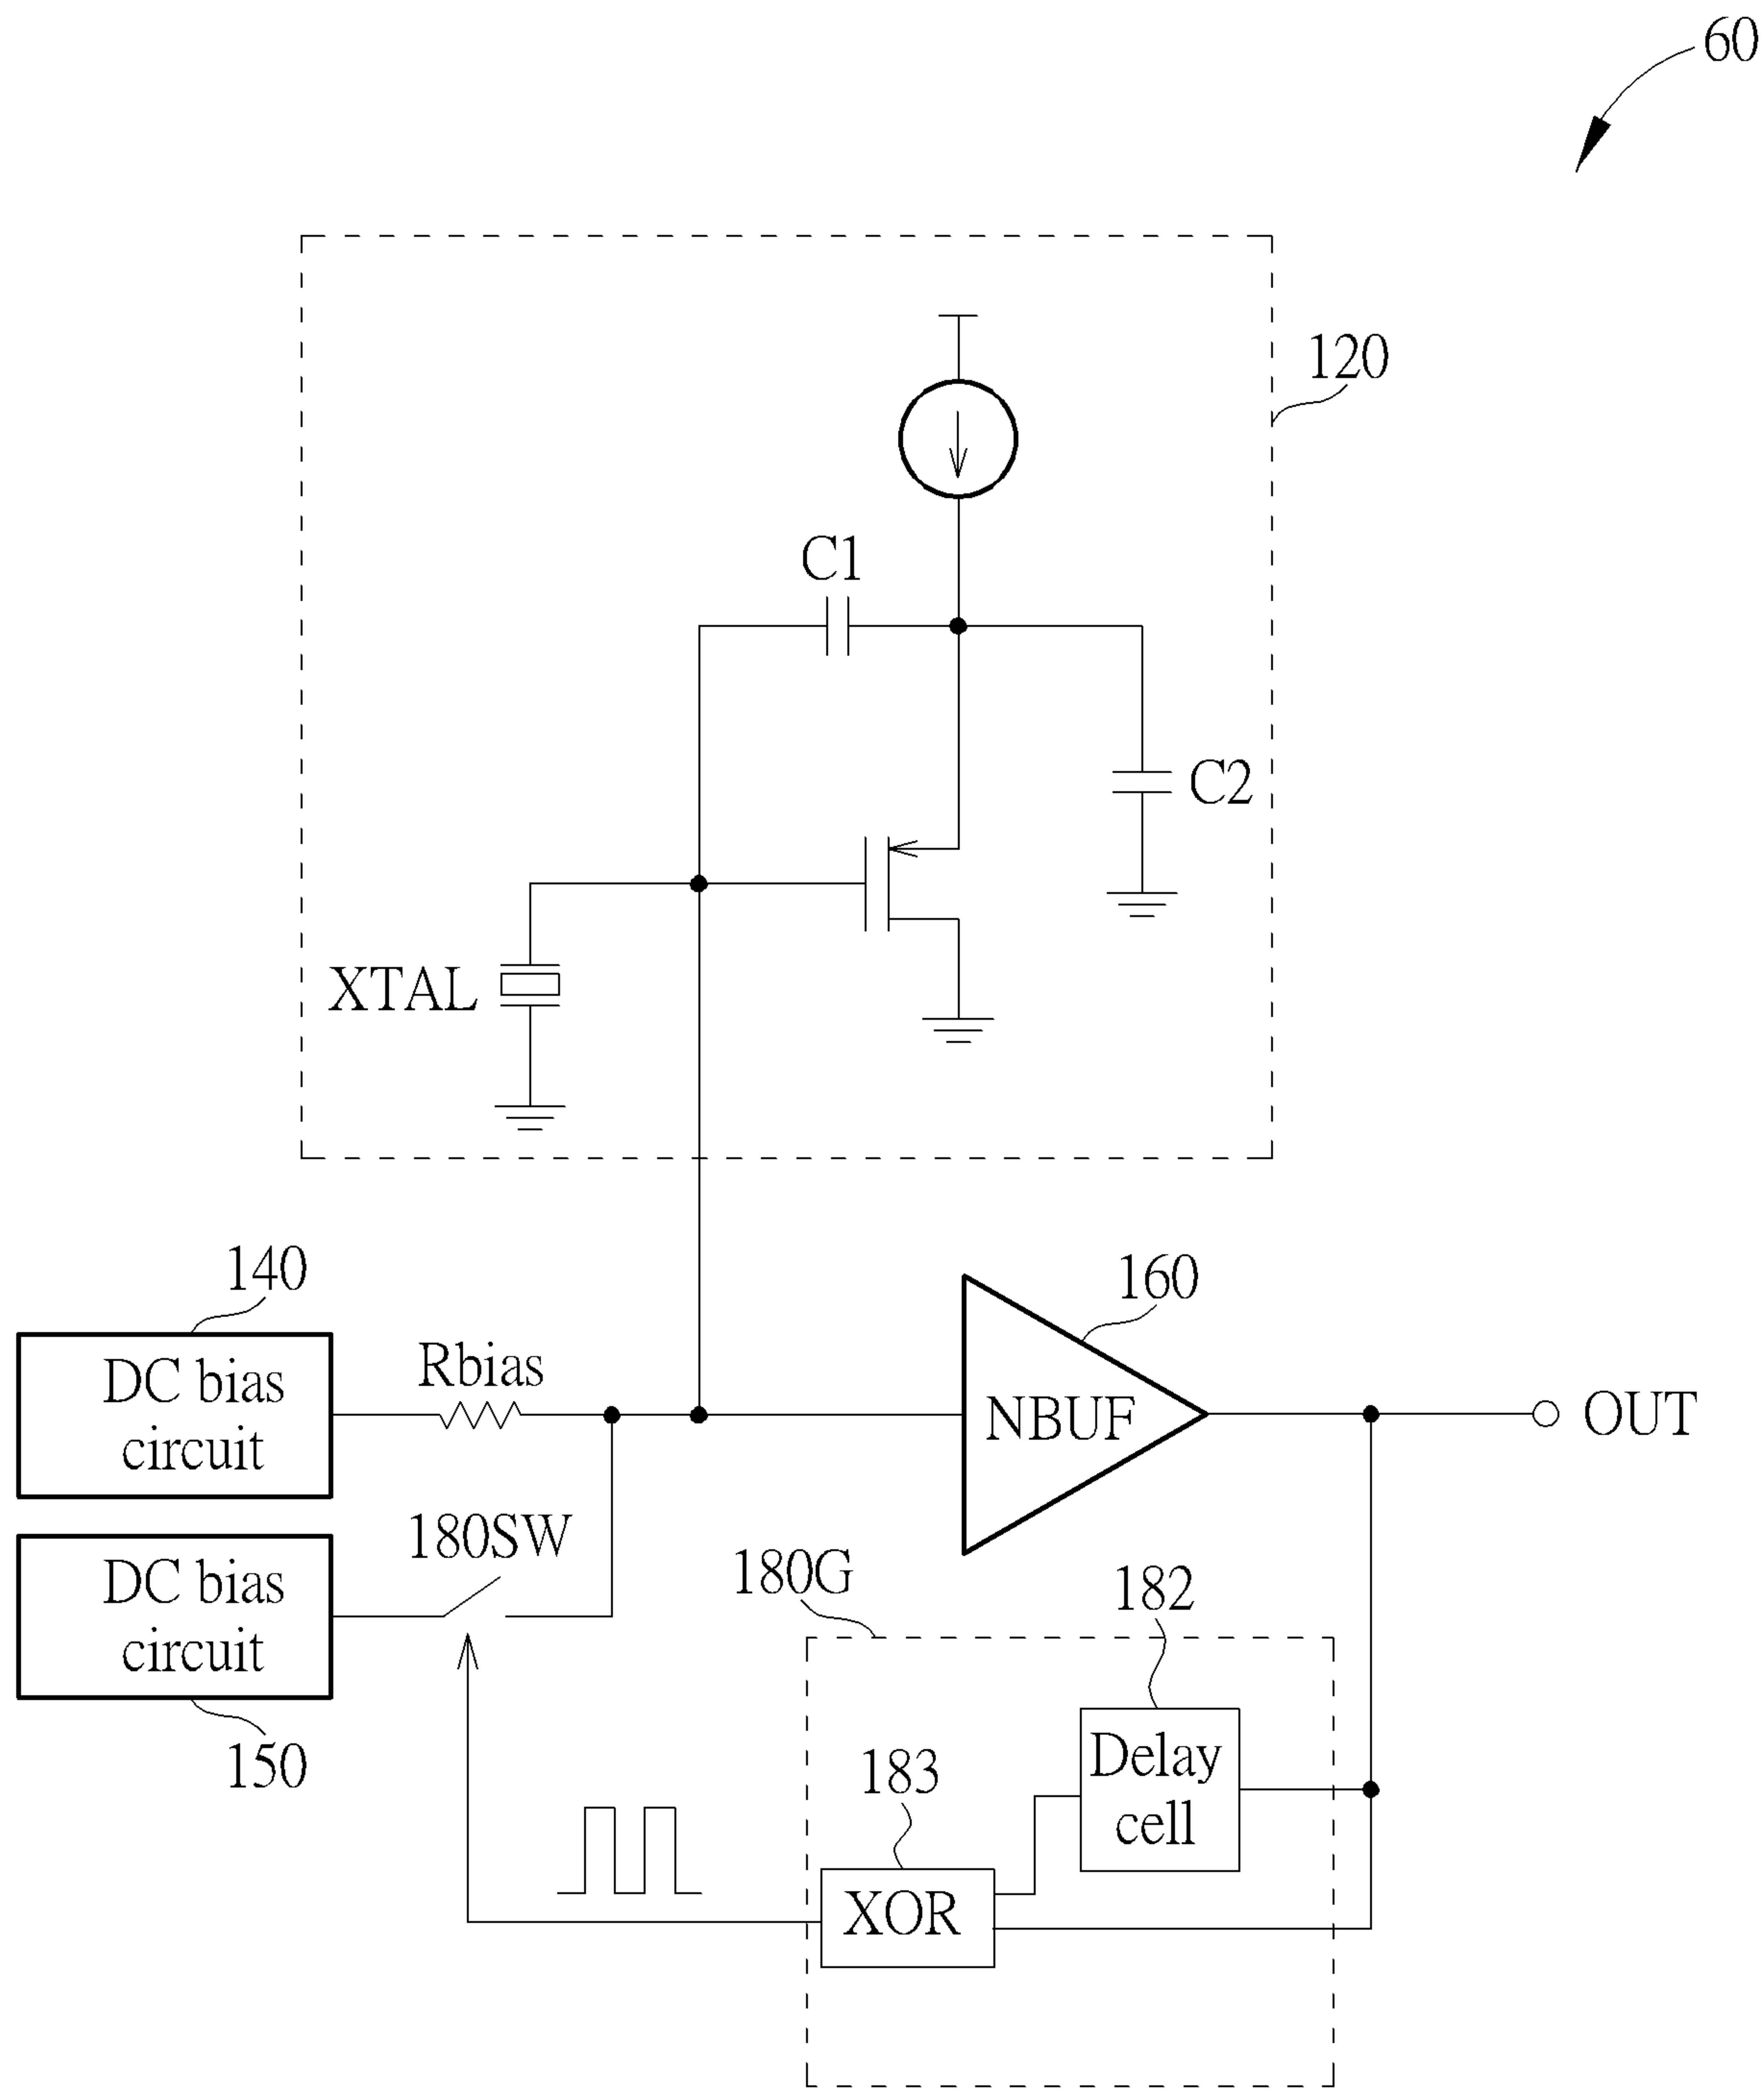 60
120
C1
C2
XTAL
140
160
DC bias
circuit
Rbias
NBUF
OUT
180SW
DC bias
circuit
150
180G
182
Delay
cell
183
XOR